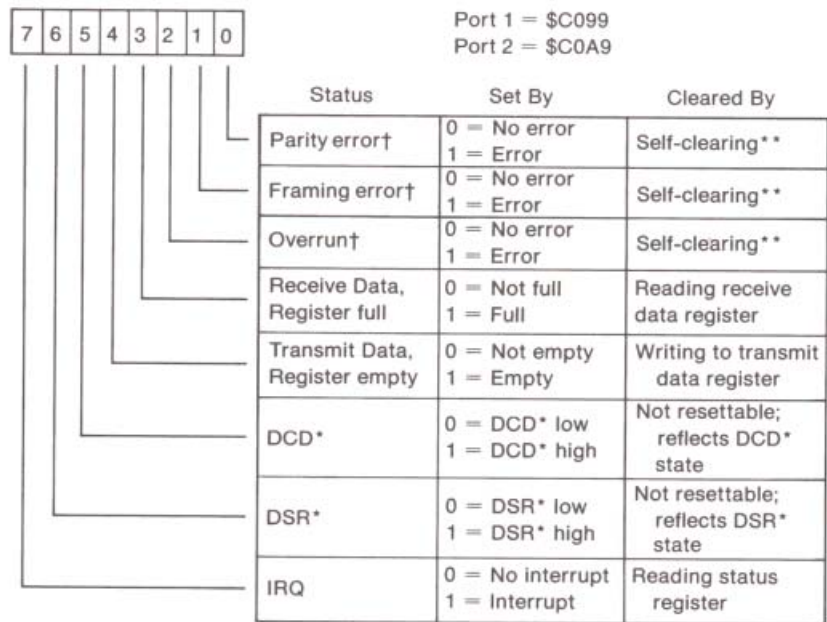 7 6 5 4 3 2 1 0
Port 1 = $C099
Port 2 = $C0A9
Status Set By Cleared By
Parity error† 0 = No error Self-clearing**
1 = Error
Framing error† 0 = No error Self-clearing**
1 = Error
Overrun† 0 = No error Self-clearing**
1 = Error
Receive Data, 0 = Not full Reading receive
Register full 1 = Full data register
Transmit Data, 0 = Not empty Writing to transmit
Register empty 1 = Empty data register
DCD* 0 = DCD* low Not resettable;
1 = DCD* high reflects DCD*
state
DSR* 0 = DSR* low Not resettable;
1 = DSR* high reflects DSR*
state
IRQ 0 = No interrupt Reading status
1 = Interrupt register